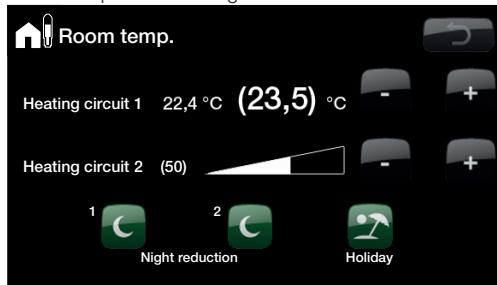 Room temp.
Heating circuit 1 22,4 °C (23,5) °C - +
Heating circuit 2 (50) - +
1 2
Night reduction Holiday